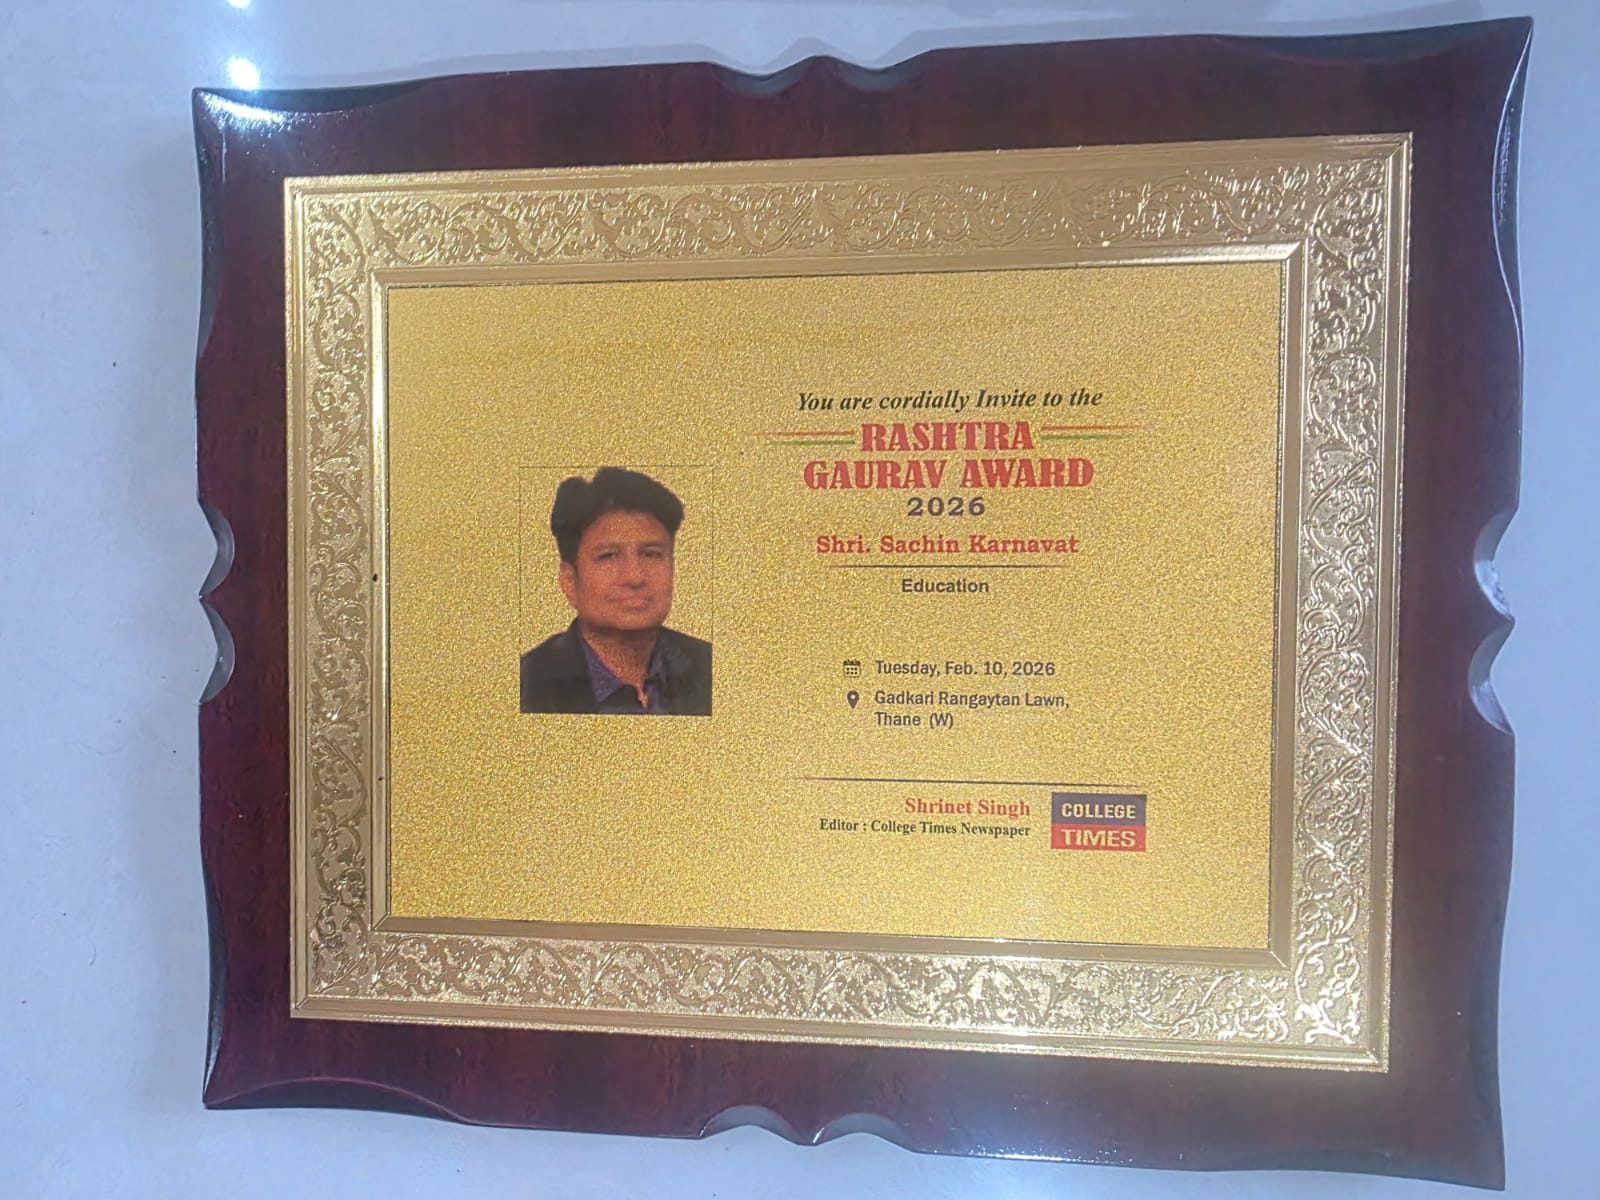 You are cordially Invite to the
RASHTRA
GAURAV AWARD
2026
Shri. Sachin Karnavat
Education
Tuesday, Feb. 10, 2026
Gadkari Rangaytan Lawn,
Thane (W)
Shrinet Singh
Editor : College Times Newspaper
COLLEGE
TIMES